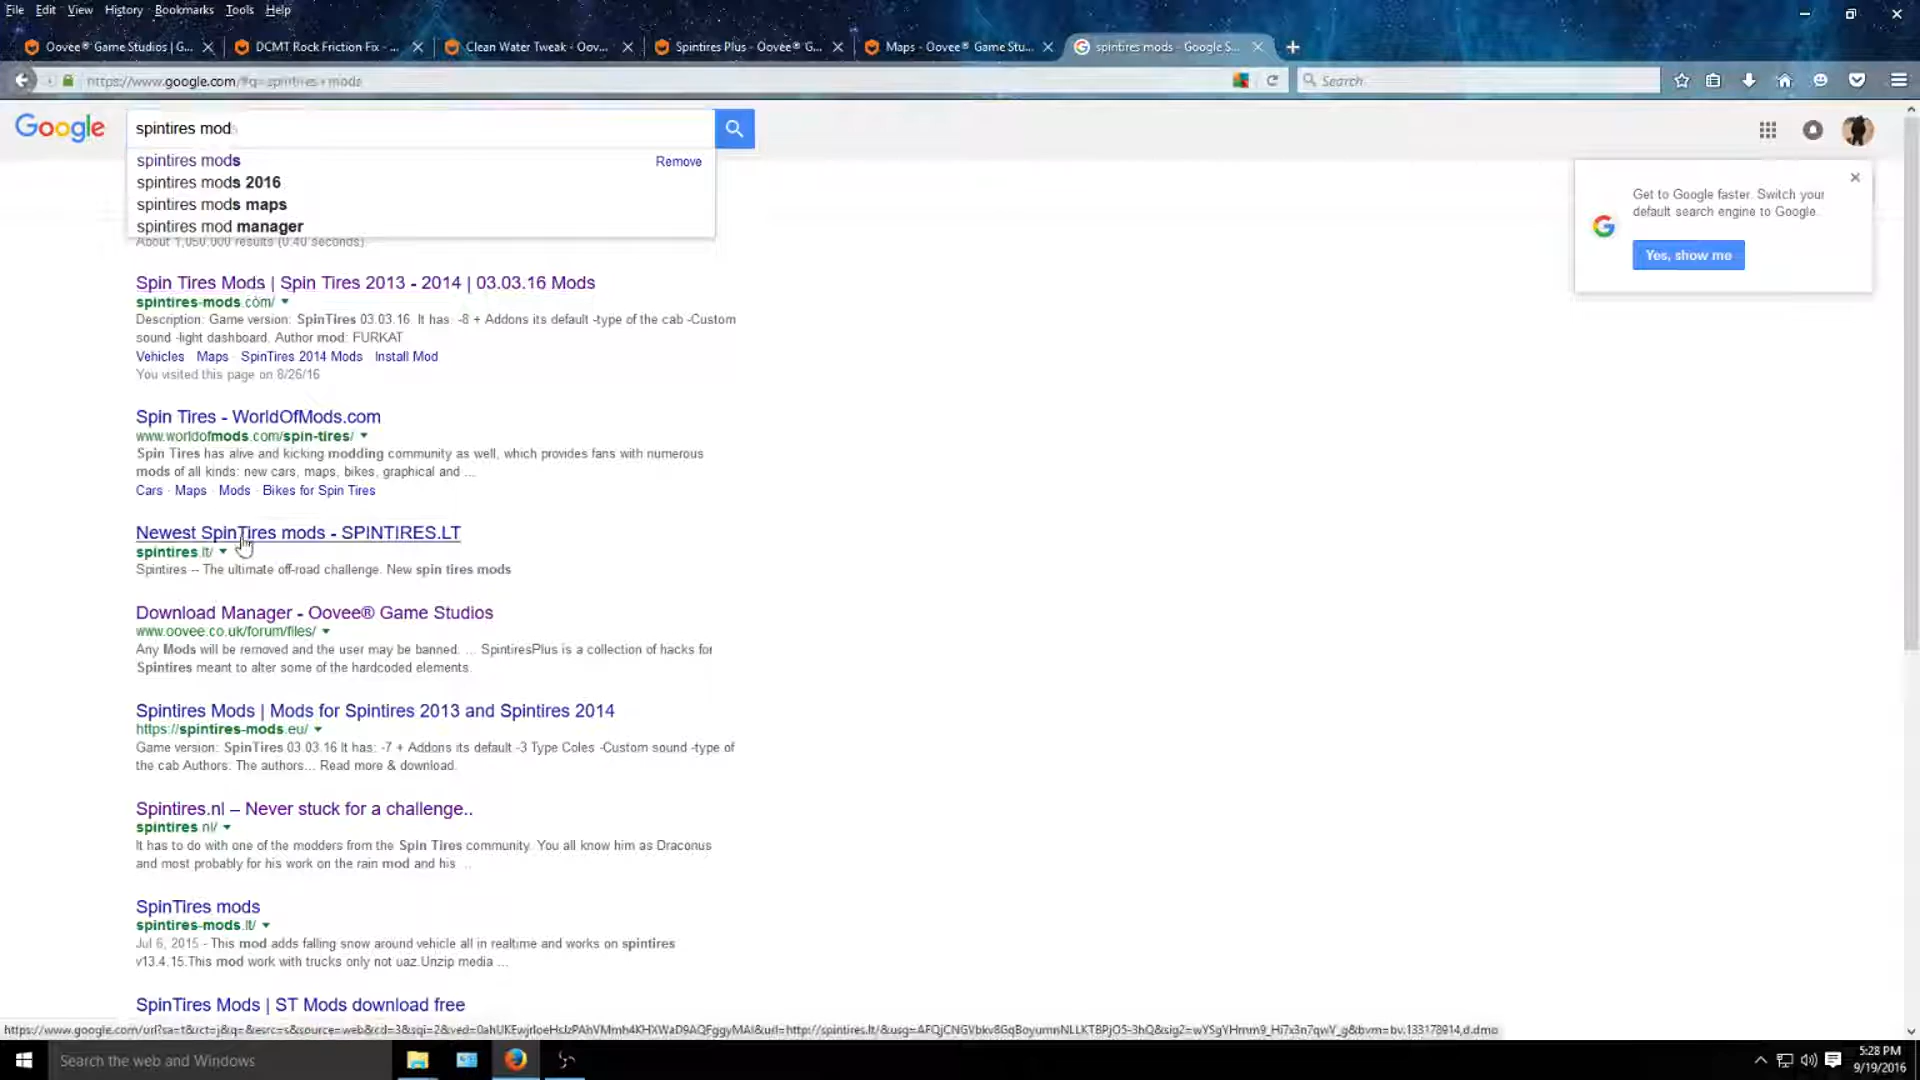 File Edit View History Bookmarks Tools Help
Oovee® Game Studios | G... DCMT Rock Friction Fix - ... Clean Water Tweak - Oov... Spintires Plus - Oovee® G... Maps - Oovee® Game Stu... spintires mods - Google S...
https://www.google.com/#q=spintires+mods Search
Google spintires mods
spintires mods Remove
spintires mods 2016
spintires mods maps
spintires mod manager
About 1,050,000 results (0.40 seconds)
Get to Google faster. Switch your
default search engine to Google.
Yes, show me
Spin Tires Mods | Spin Tires 2013 - 2014 | 03.03.16 Mods
spintires-mods.com/
Description: Game version: SpinTires 03.03.16. It has: -8 + Addons its default -type of the cab -Custom
sound -light dashboard. Author mod: FURKAT
Vehicles · Maps · SpinTires 2014 Mods · Install Mod
You visited this page on 8/26/16
Spin Tires - WorldOfMods.com
www.worldofmods.com/spin-tires/
Spin Tires has alive and kicking modding community as well, which provides fans with numerous
mods of all kinds: new cars, maps, bikes, graphical and ...
Cars · Maps · Mods · Bikes for Spin Tires
Newest SpinTires mods - SPINTIRES.LT
spintires.lt/
Spintires -- The ultimate off-road challenge. New spin tires mods
Download Manager - Oovee® Game Studios
www.oovee.co.uk/forum/files/
Any Mods will be removed and the user may be banned. ... SpintiresPlus is a collection of hacks for
Spintires meant to alter some of the hardcoded elements.
Spintires Mods | Mods for Spintires 2013 and Spintires 2014
https://spintires-mods.eu/
Game version: SpinTires 03.03.16 It has: -7 + Addons its default -3 Type Coles -Custom sound -type of
the cab Authors: The authors... Read more & download.
Spintires.nl – Never stuck for a challenge..
spintires.nl/
It has to do with one of the modders from the Spin Tires community. You all know him as Draconus
and most probably for his work on the rain mod and his ...
SpinTires mods
spintires-mods.lt/
Jul 6, 2015 - This mod adds falling snow around vehicle all in realtime and works on spintires
v13.4.15.This mod work with trucks only not uaz.Unzip media ...
SpinTires Mods | ST Mods download free
Search the web and Windows
5:28 PM
9/19/2016